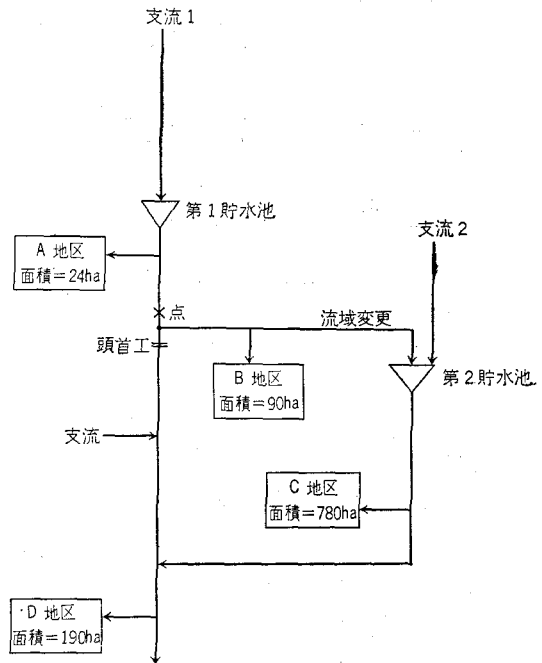 支流1
第1貯水池
A 地区
面積=24ha
支流2
点
流域変更
頭首工
B 地区
面積=90ha
第2貯水池
支流
C 地区
面積=780ha
D 地区
面積=190ha